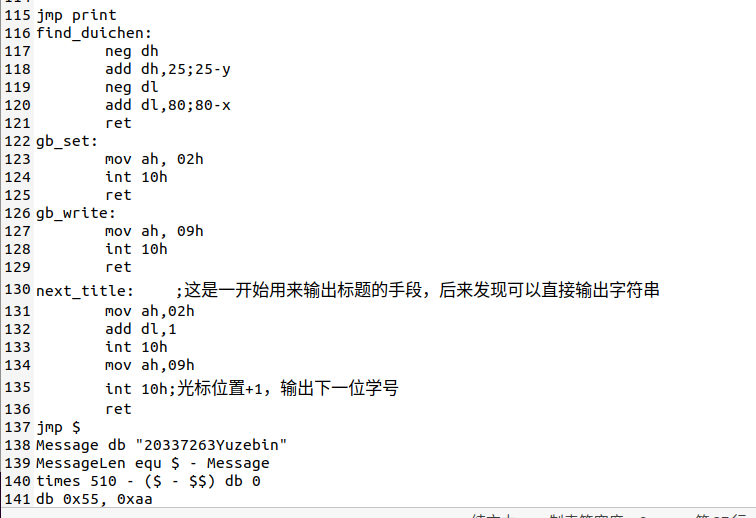 115 jmp print
116 find_duichen:
117 neg dh
118 add dh,25;25-y
119 neg dl
120 add dl,80;80-x
121 ret
122 gb_set:
123 mov ah, 02h
124 int 10h
125 ret
126 gb_write:
127 mov ah, 09h
128 int 10h
129 ret
130 next_title: ;这是一开始用来输出标题的手段，后来发现可以直接输出字符串
131 mov ah,02h
132 add dl,1
133 int 10h
134 mov ah,09h
135 int 10h;光标位置+1，输出下一位学号
136 ret
137 jmp $
138 Message db "20337263Yuzebin"
139 MessageLen equ $ - Message
140 times 510 - ($ - $$) db 0
141 db 0x55, 0xaa